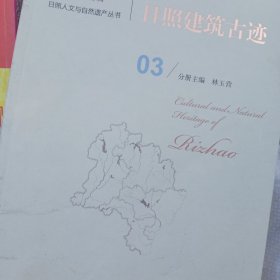 日照人文与自然遗产丛书
日照建筑古迹
03
分册主编 林玉营
Cultural and Natural
Heritage of
Rizhao